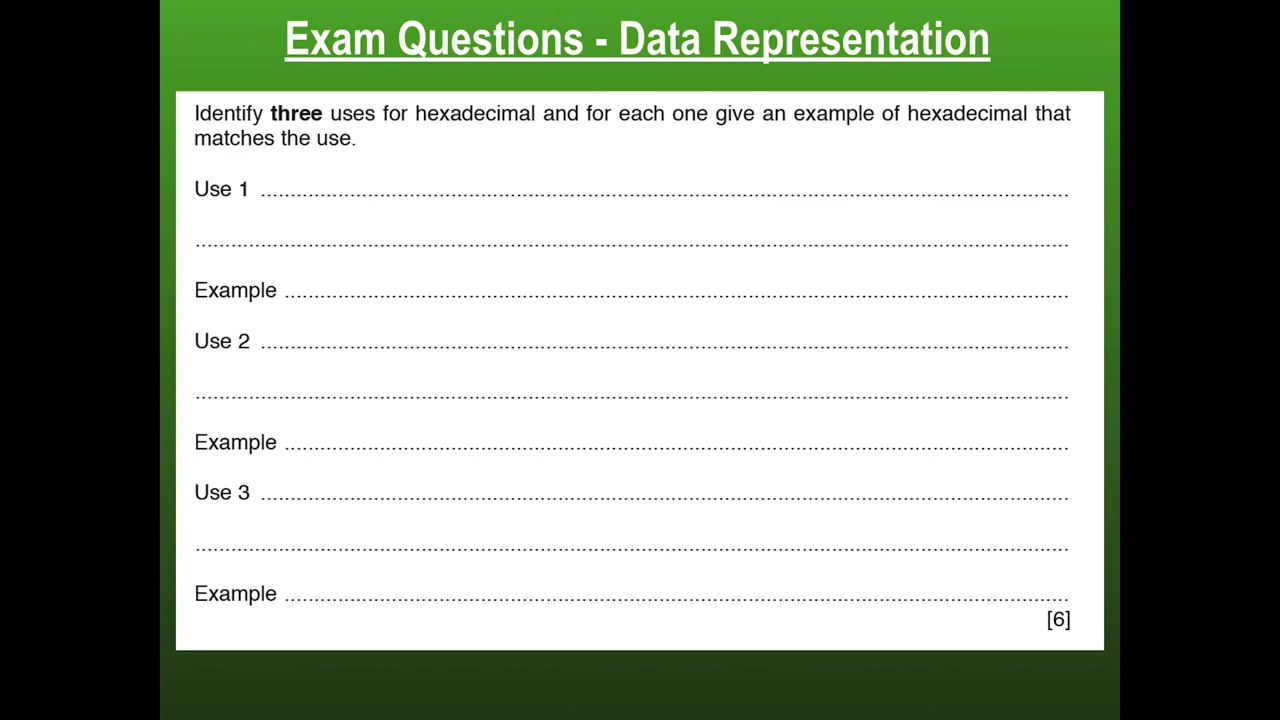 Exam Questions - Data Representation
Identify three uses for hexadecimal and for each one give an example of hexadecimal that
matches the use.
Use 1 ................................................................................
................................................................................
Example ................................................................................
Use 2 ................................................................................
................................................................................
Example ................................................................................
Use 3 ................................................................................
................................................................................
Example ................................................................................
[6]